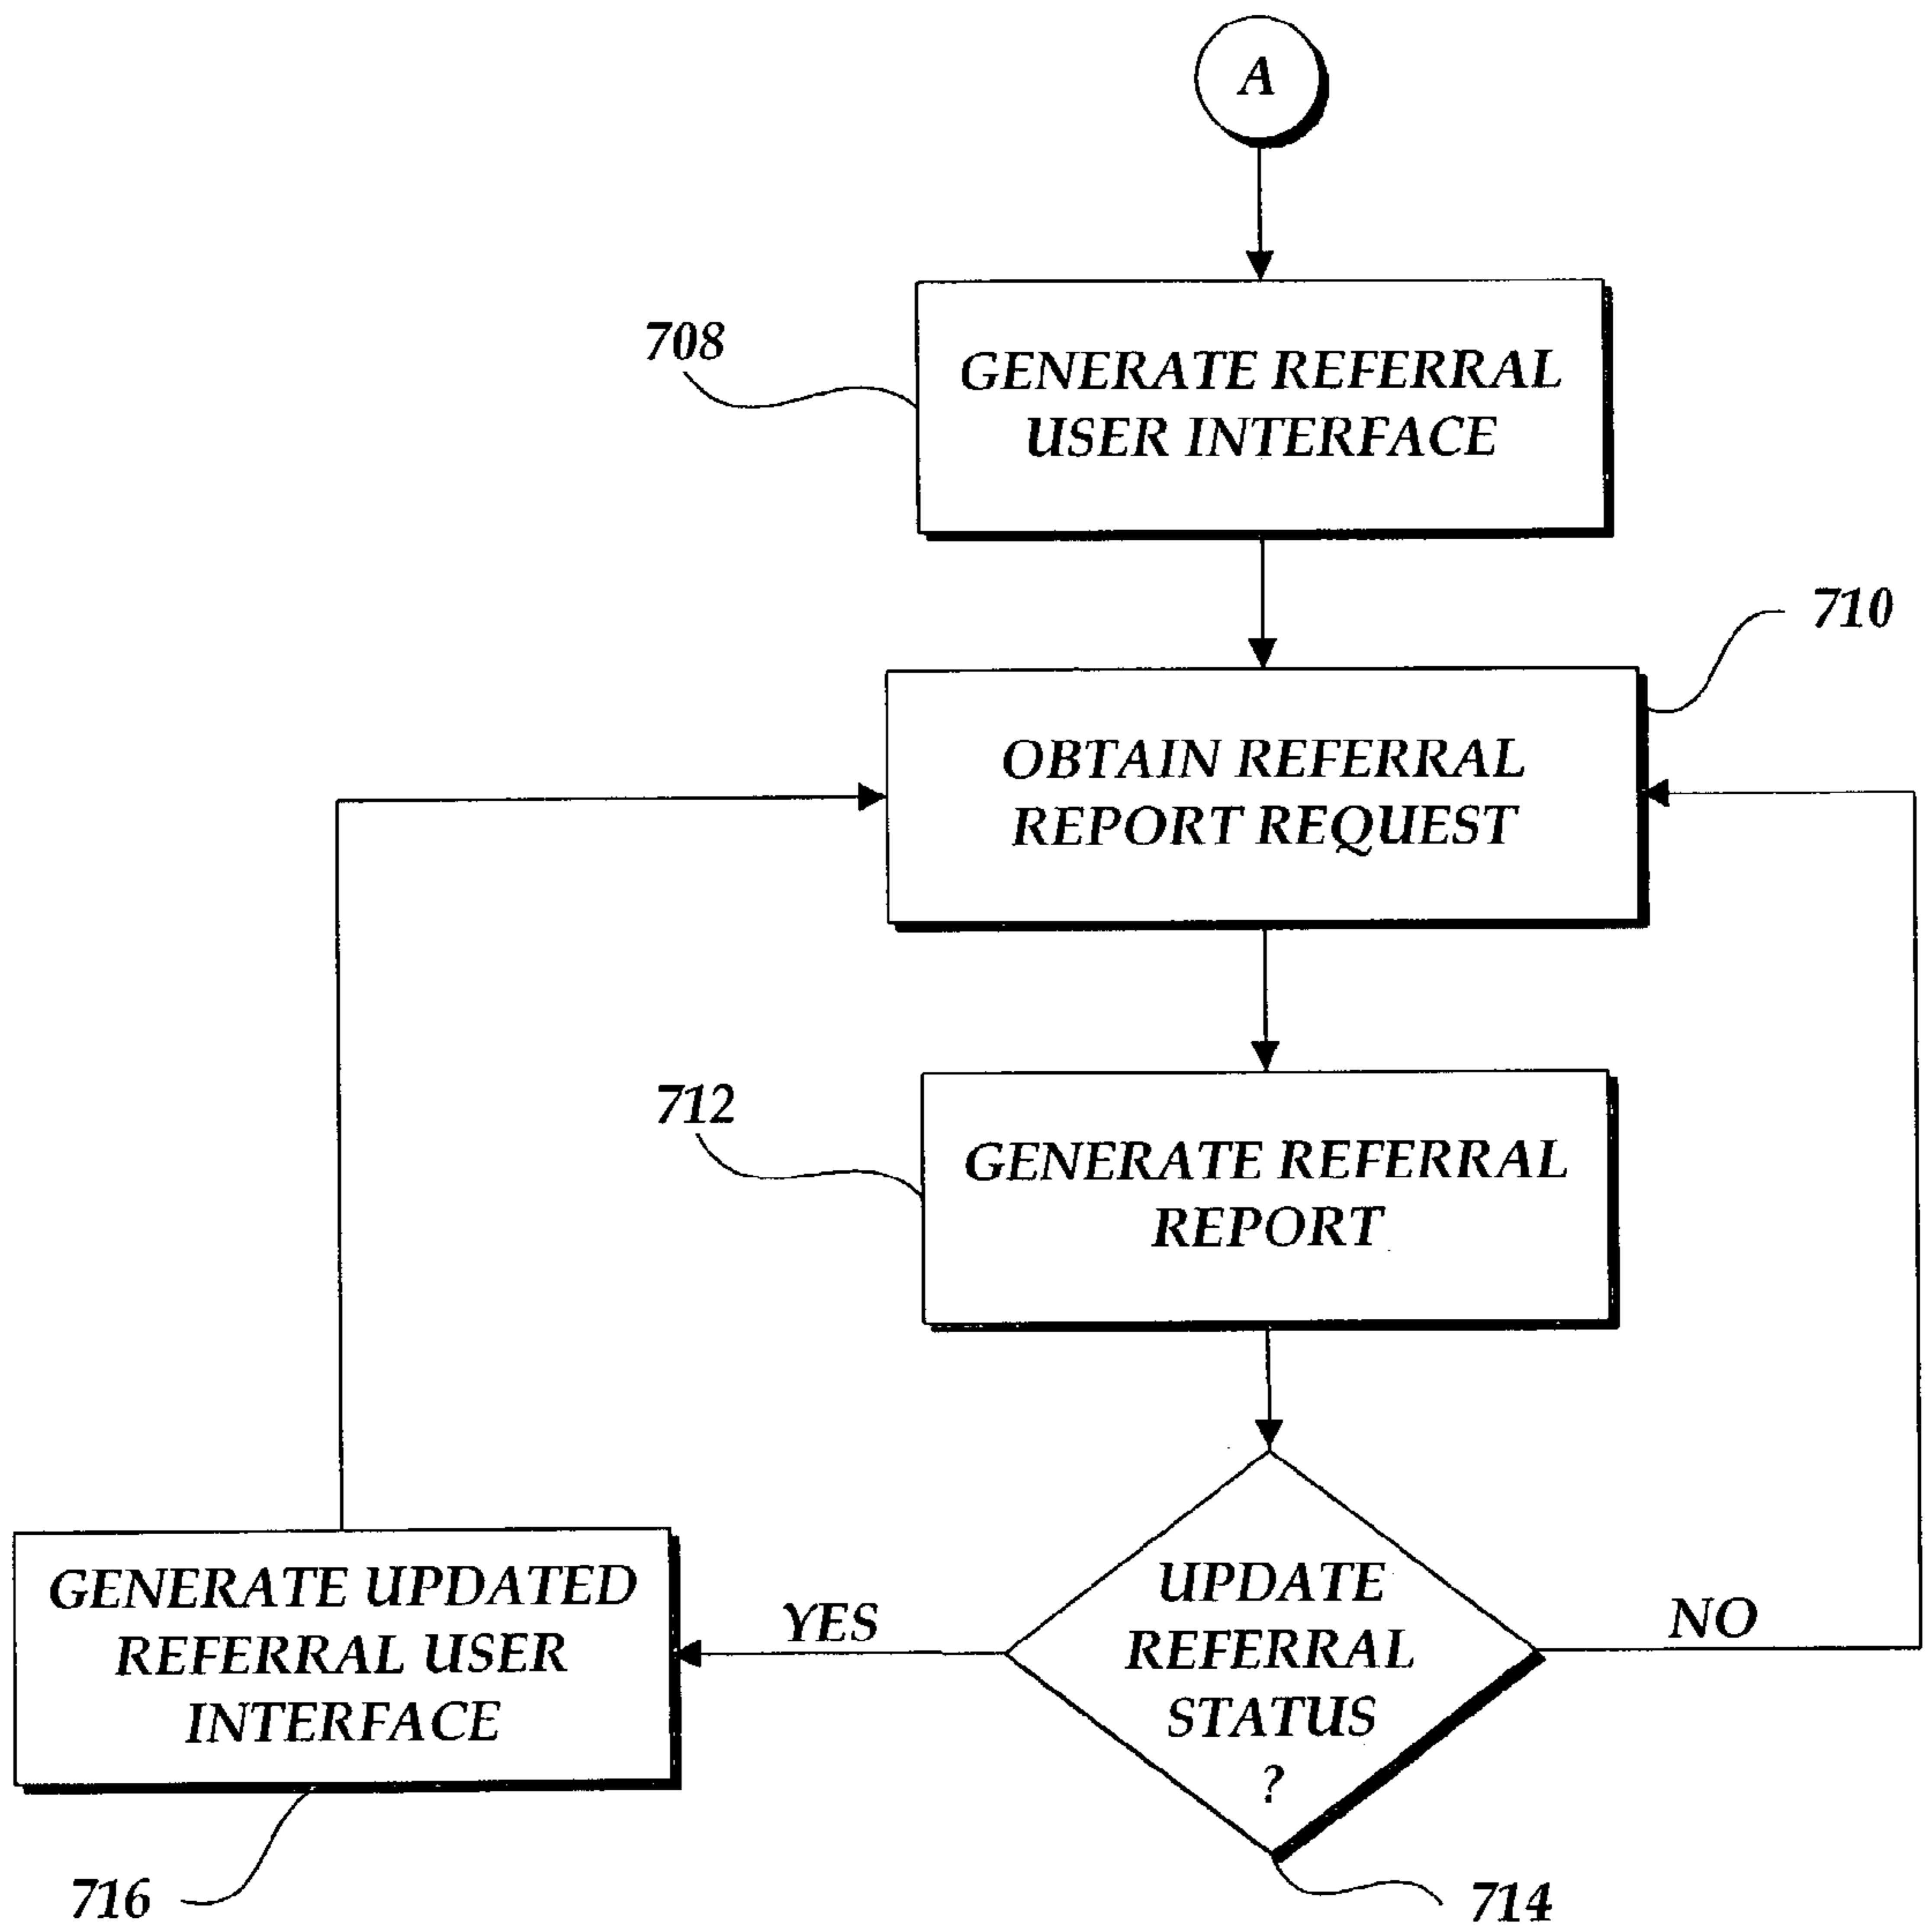 A
708
GENERATE REFERRAL
USER INTERFACE
710
OBTAIN REFERRAL
REPORT REQUEST
712
GENERATE REFERRAL
REPORT
UPDATE
REFERRAL
STATUS
?
YES
NO
GENERATE UPDATED
REFERRAL USER
INTERFACE
716
714